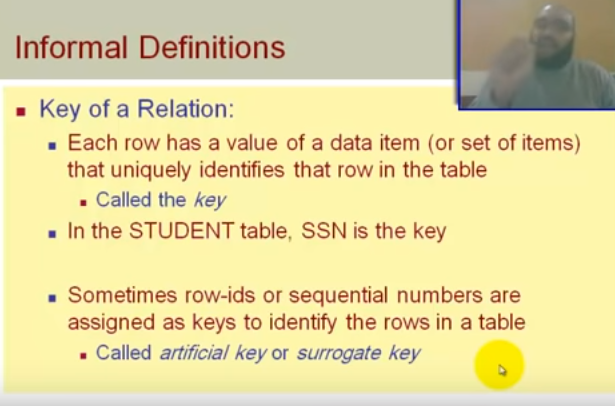 Informal Definitions
Key of a Relation:
Each row has a value of a data item (or set of items)
that uniquely identifies that row in the table
Called the key
In the STUDENT table, SSN is the key
Sometimes row-ids or sequential numbers are
assigned as keys to identify the rows in a table
Called artificial key or surrogate key